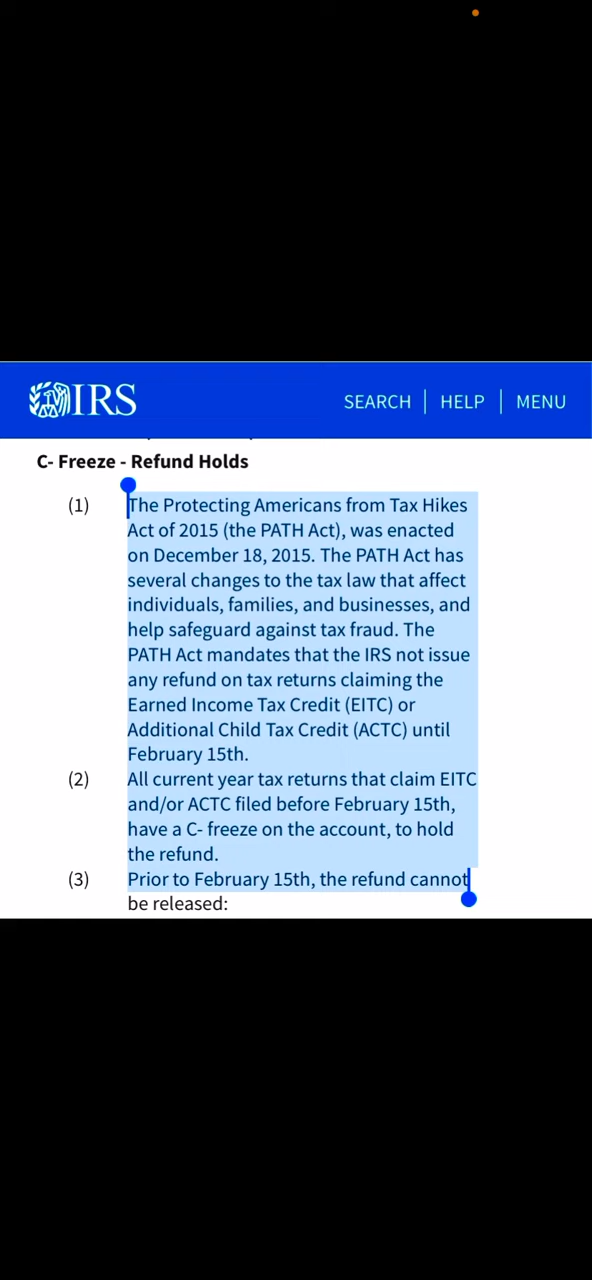 IRS
SEARCH | HELP | MENU
C- Freeze - Refund Holds
(1) The Protecting Americans from Tax Hikes
Act of 2015 (the PATH Act), was enacted
on December 18, 2015. The PATH Act has
several changes to the tax law that affect
individuals, families, and businesses, and
help safeguard against tax fraud. The
PATH Act mandates that the IRS not issue
any refund on tax returns claiming the
Earned Income Tax Credit (EITC) or
Additional Child Tax Credit (ACTC) until
February 15th.
(2) All current year tax returns that claim EITC
and/or ACTC filed before February 15th,
have a C- freeze on the account, to hold
the refund.
(3) Prior to February 15th, the refund cannot
be released: